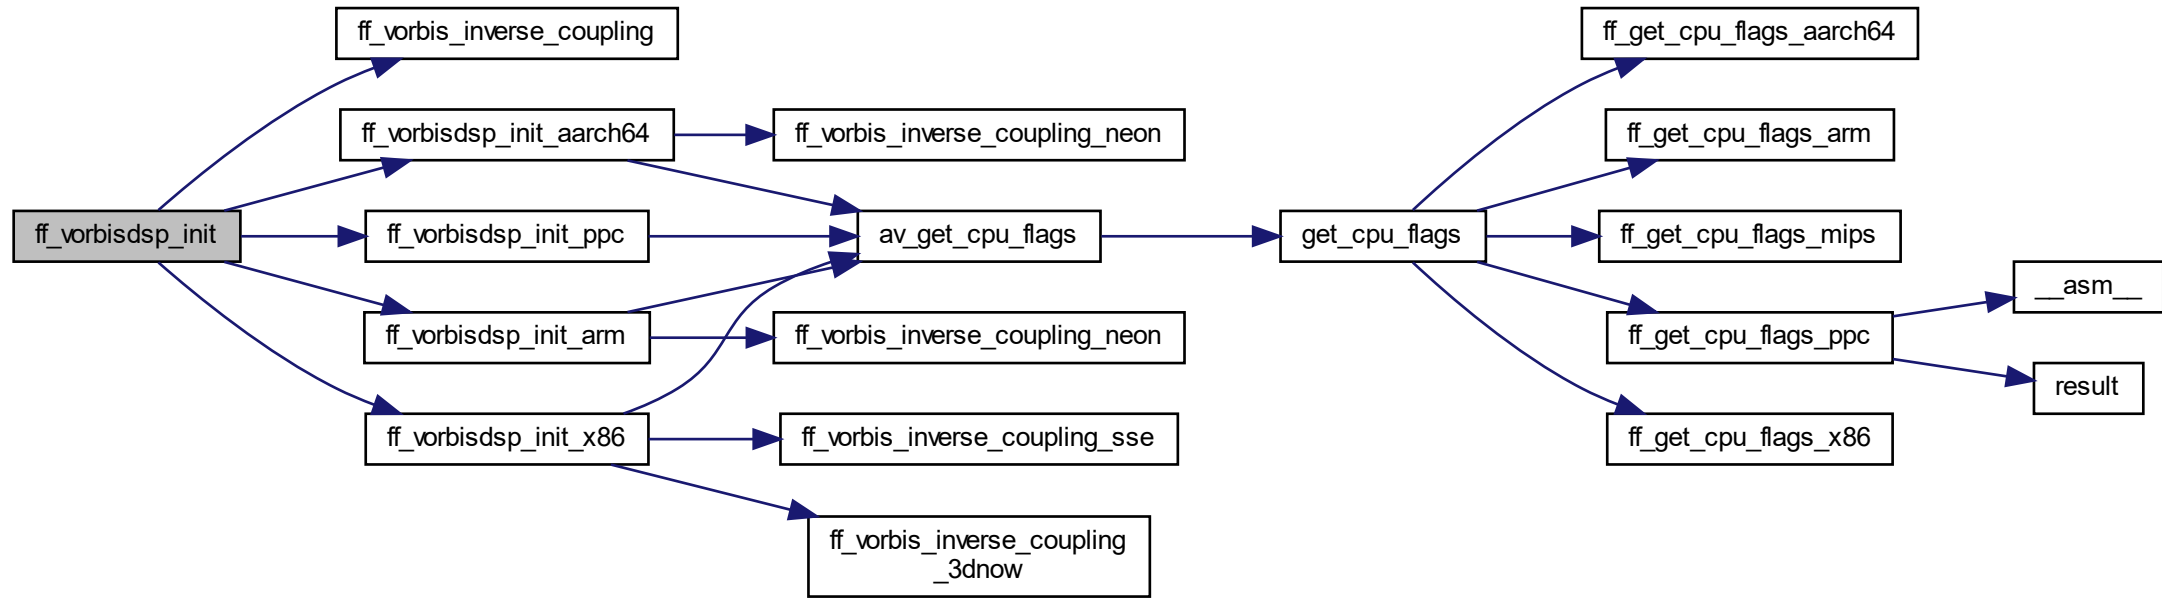 ff_vorbisdsp_init
ff_vorbis_inverse_coupling
ff_vorbisdsp_init_aarch64
ff_vorbisdsp_init_ppc
ff_vorbisdsp_init_arm
ff_vorbisdsp_init_x86
ff_vorbis_inverse_coupling_neon
av_get_cpu_flags
ff_vorbis_inverse_coupling_neon
ff_vorbis_inverse_coupling_sse
ff_vorbis_inverse_coupling
_3dnow
get_cpu_flags
ff_get_cpu_flags_aarch64
ff_get_cpu_flags_arm
ff_get_cpu_flags_mips
ff_get_cpu_flags_ppc
ff_get_cpu_flags_x86
__asm__
result